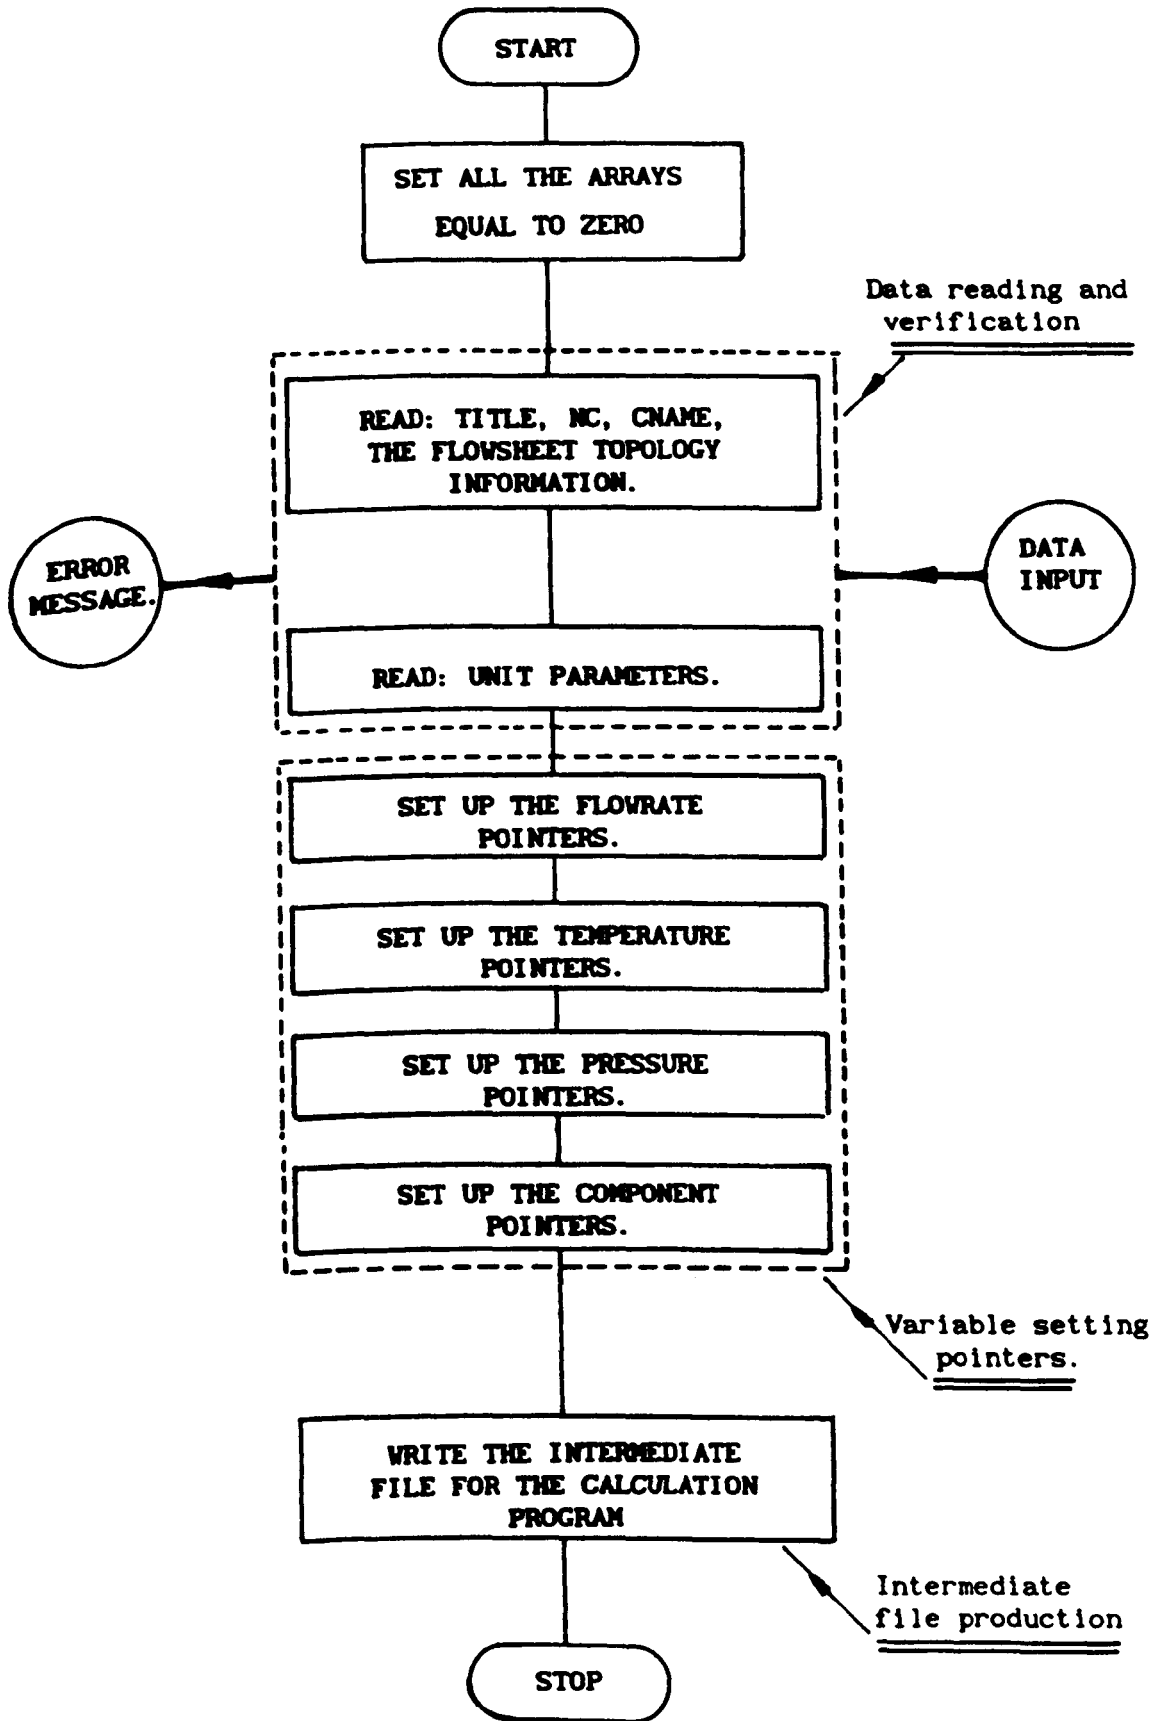 START
SET ALL THE ARRAYS
EQUAL TO ZERO
Data reading and
verification
READ: TITLE, NC, CNAME,
THE FLOWSHEET TOPOLOGY
INFORMATION.
ERROR
MESSAGE.
DATA
INPUT
READ: UNIT PARAMETERS.
SET UP THE FLOWRATE
POINTERS.
SET UP THE TEMPERATURE
POINTERS.
SET UP THE PRESSURE
POINTERS.
SET UP THE COMPONENT
POINTERS.
Variable setting
pointers.
WRITE THE INTERMEDIATE
FILE FOR THE CALCULATION
PROGRAM
Intermediate
file production
STOP